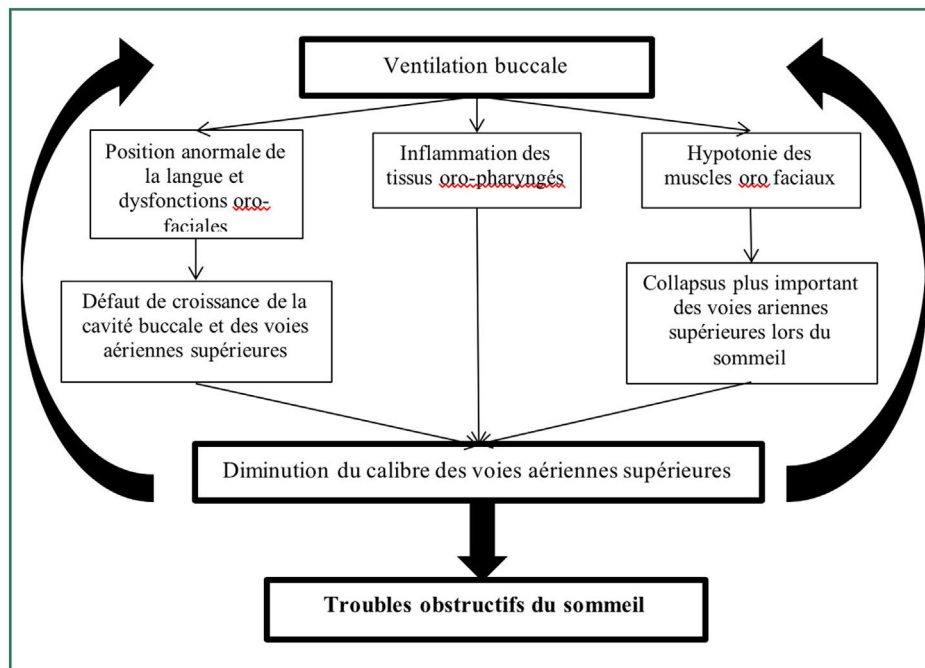 Ventilation buccale
Position anormale de
la langue et
dysfonctions oro-
faciales
Inflammation des
tissus oro-pharyngés
Hypotonie des
muscles oro faciaux
Défaut de croissance de la
cavité buccale et des voies
aériennes supérieures
Collapsus plus important
des voies ariennes
supérieures lors du
sommeil
Diminution du calibre des voies aériennes supérieures
Troubles obstructifs du sommeil